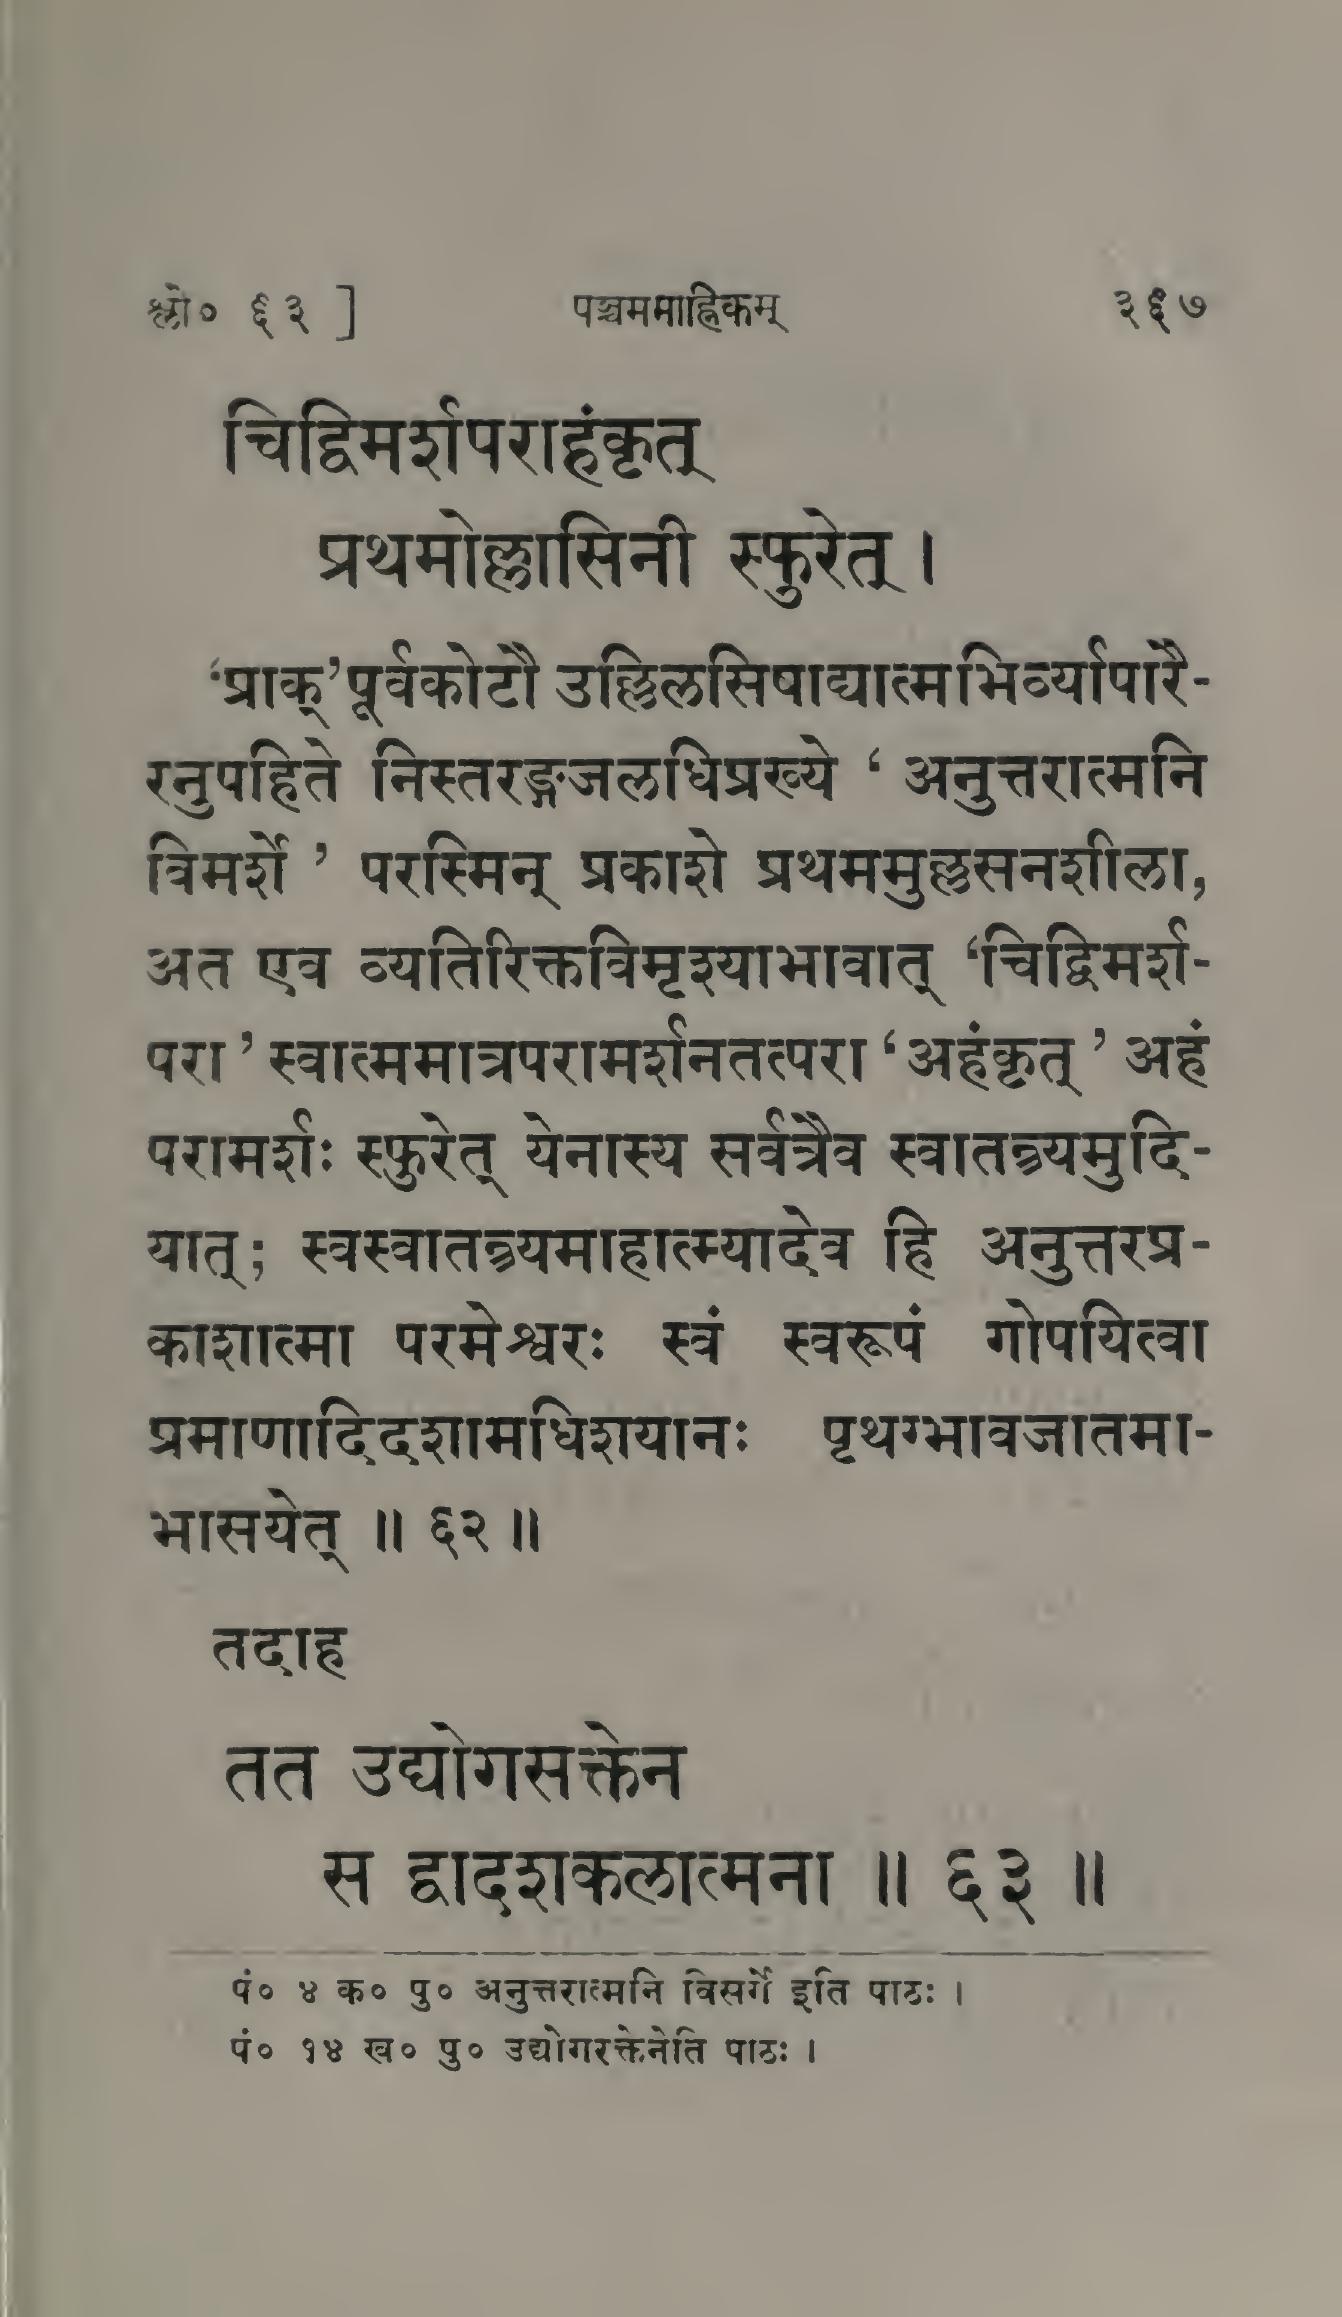 श्लो० ६३ ] पञ्चममाह्निकम् ३६७
चिद्विमर्शपराहंकृत्
प्रथमोल्लासिनी स्फुरेत् ।
‘प्राक्’पूर्वकोटौ उल्लिलसिषाद्यात्मभिर्व्यापारै-
रनुपहिते निस्तरङ्गजलधिप्रख्ये ‘ अनुत्तरात्मनि
विमर्शे ’ परस्मिन् प्रकाशे प्रथममुल्लसनशीला,
अत एव व्यतिरिक्तविमृश्याभावात् ‘चिद्विमर्श-
परा ’ स्वात्ममात्रपरामर्शनतत्परा ‘अहंकृत् ’ अहं
परामर्शः स्फुरेत् येनास्य सर्वत्रैव स्वातन्त्र्यमुदि-
यात्; स्वस्वातन्त्र्यमाहात्म्यादेव हि अनुत्तरप्र-
काशात्मा परमेश्वरः स्वं स्वरूपं गोपयित्वा
प्रमाणादिदशामधिशयानः पृथग्भावजातमा-
भासयेत् ॥ ६२ ॥
तदाह
तत उद्योगसक्तेन
स द्वादशकलात्मना ॥ ६३ ॥
पं० ४ क० पु० अनुत्तरात्मनि विसर्गे इति पाठः ।
पं० १४ ख० पु० उद्योगरक्तेनेति पाठः ।